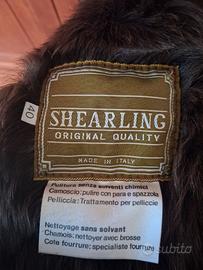 SHEARLING
ORIGINAL QUALITY
MADE IN ITALY
40
Pulitura senza solventi chimici
Camoscio: pulire con pane e spazzola
Pelliccia: Trattamento per pellicce
Nettoyage sans solvant
Chamois: nettoyer avec brosse
Cote fourrure: specialiste fourrure
subito